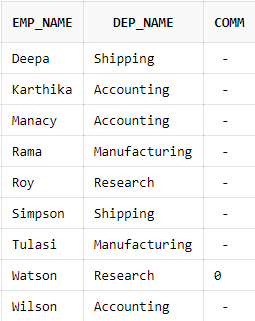 EMP_NAME DEP_NAME COMM
Deepa Shipping -
Karthika Accounting -
Manacy Accounting -
Rama Manufacturing -
Roy Research -
Simpson Shipping -
Tulasi Manufacturing -
Watson Research 0
Wilson Accounting -